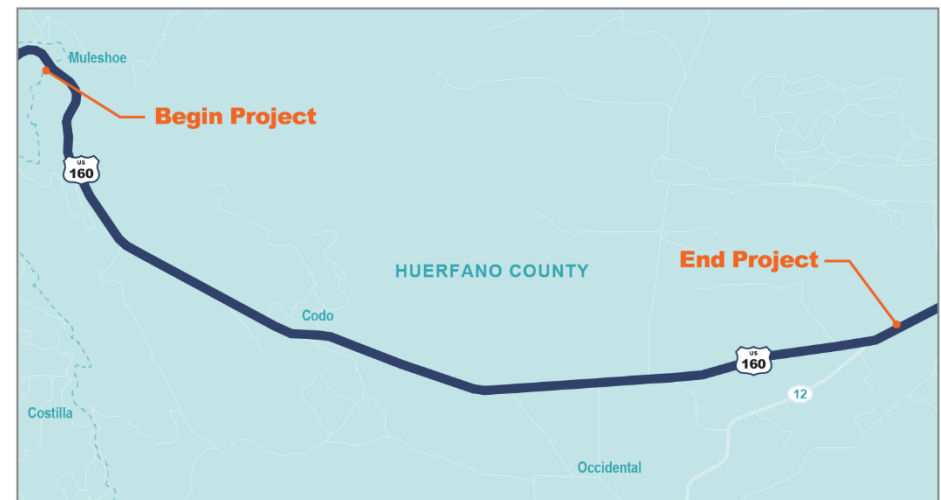 Muleshoe
Begin Project
US
160
HUERFANO COUNTY
End Project
Codo
US
160
12
Costilla
Occidental